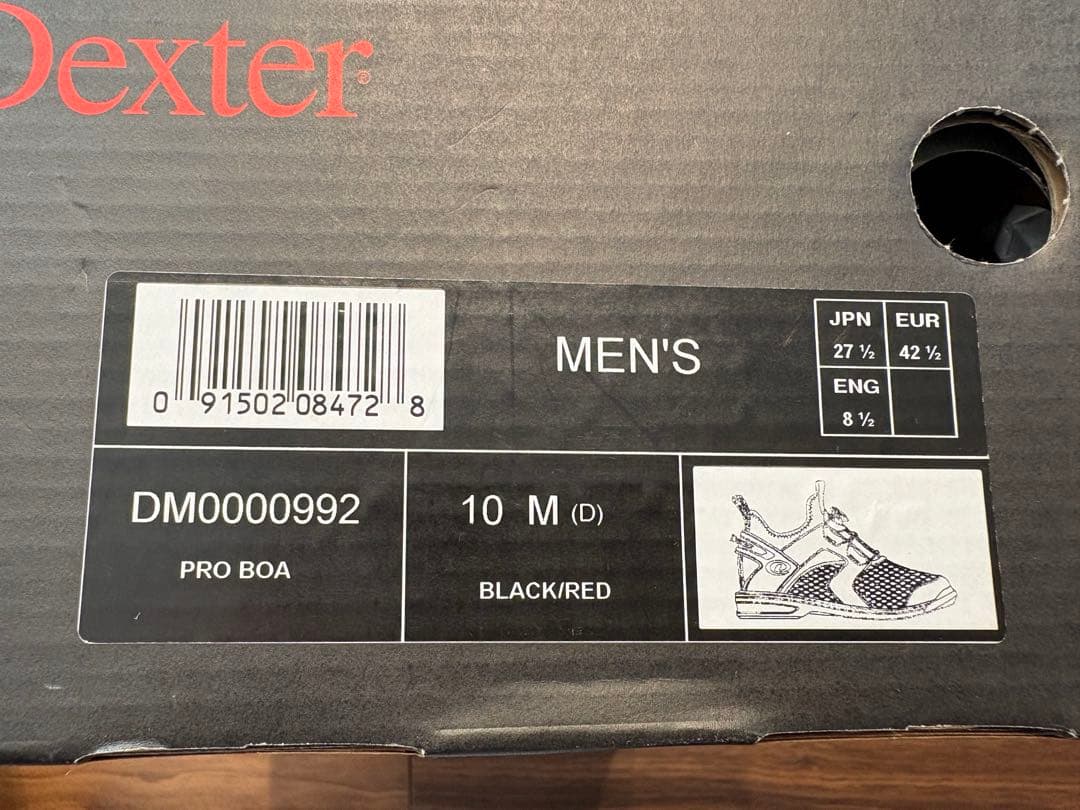 Dexter®
0 91502 08472 8
MEN'S
JPN EUR
27 ½ 42 ½
ENG
8 ½
DM0000992
PRO BOA
10 M (D)
BLACK/RED